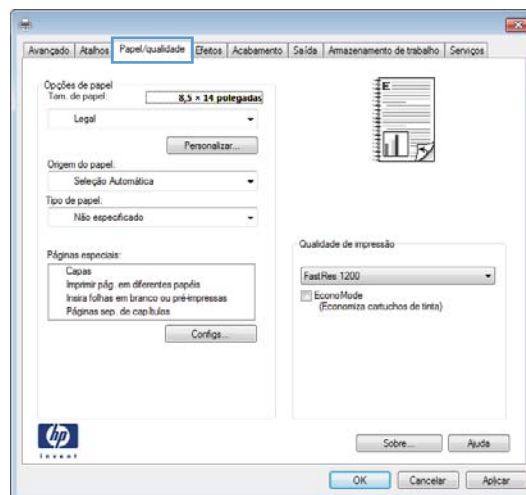 Avançado Atalhos Papel/qualidade Efeitos Acabamento Saída Armazenamento de trabalho Serviços
Opções de papel
Tam. de papel: 8,5 × 14 polegadas
Legal
Personalizar...
Origem do papel:
Seleção Automática
Tipo de papel:
Não especificado
Páginas especiais:
Capas
Imprimir pág. em diferentes papéis
Insira folhas em branco ou pré-impressas
Páginas sep. de capítulos
Configs...
E
Qualidade de impressão
FastRes 1200
EconoMode
(Economiza cartuchos de tinta)
hp
invent
Sobre... Ajuda
OK Cancelar Aplicar